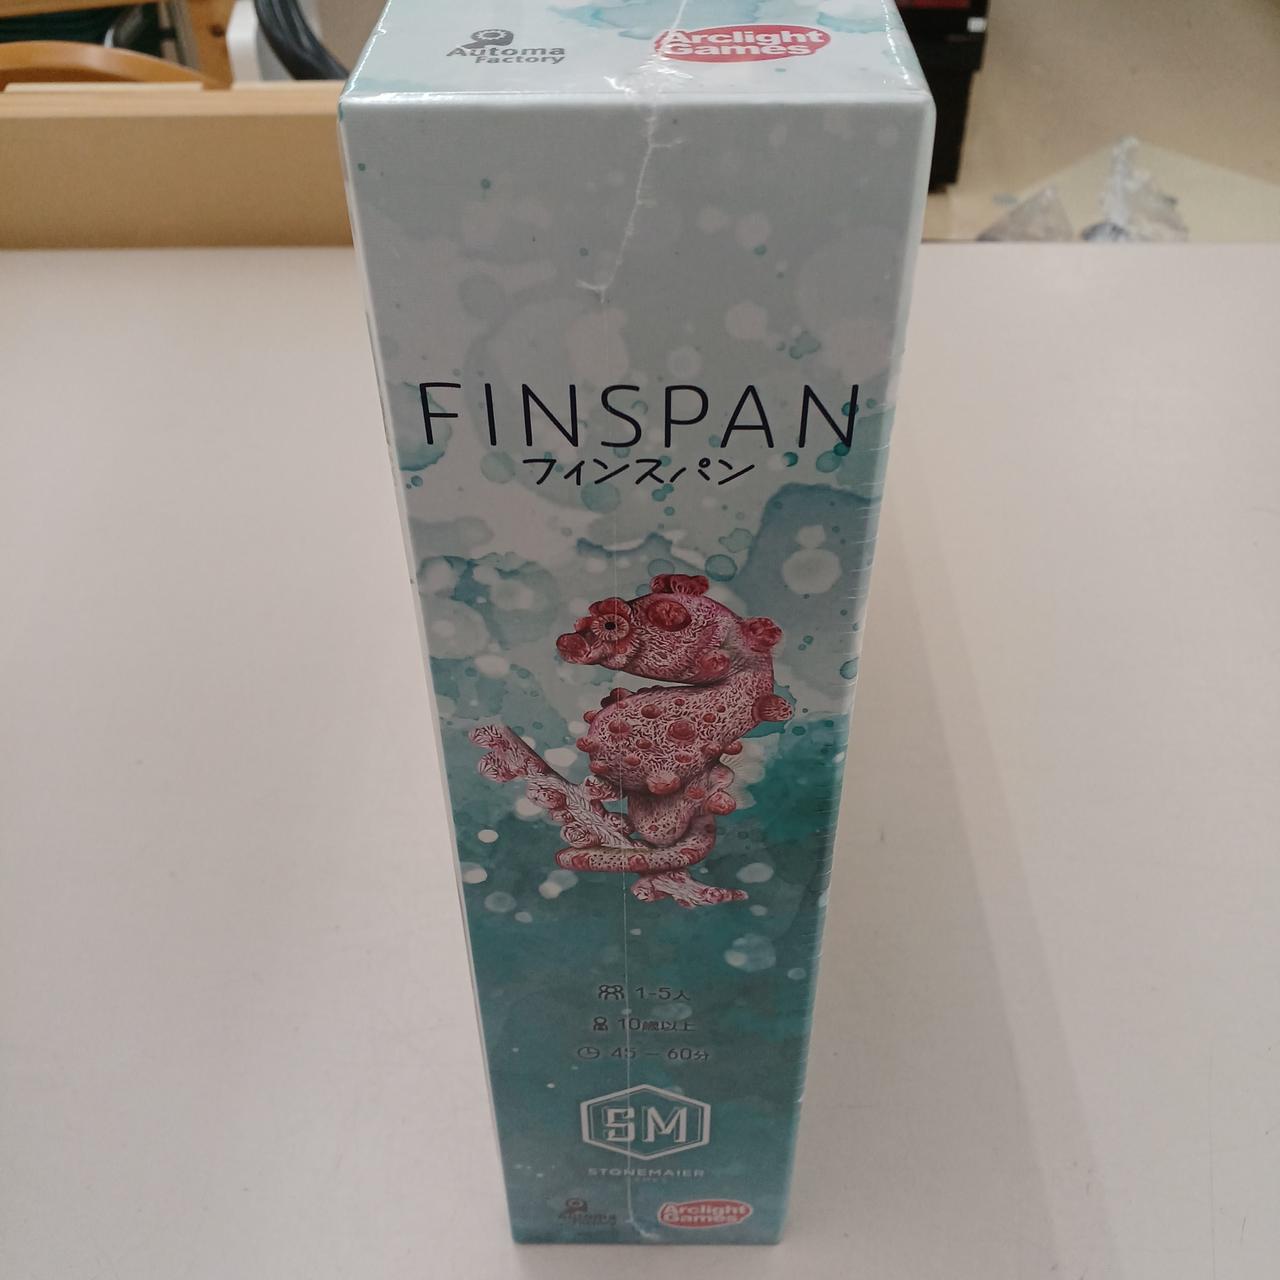 Automa
Factory
Arclight
Games
FINSPAN
フィンスパン
1-5人
10歳以上
45 – 60分
SM
STONEMAIER
Automa
Factory
Arclight
Games